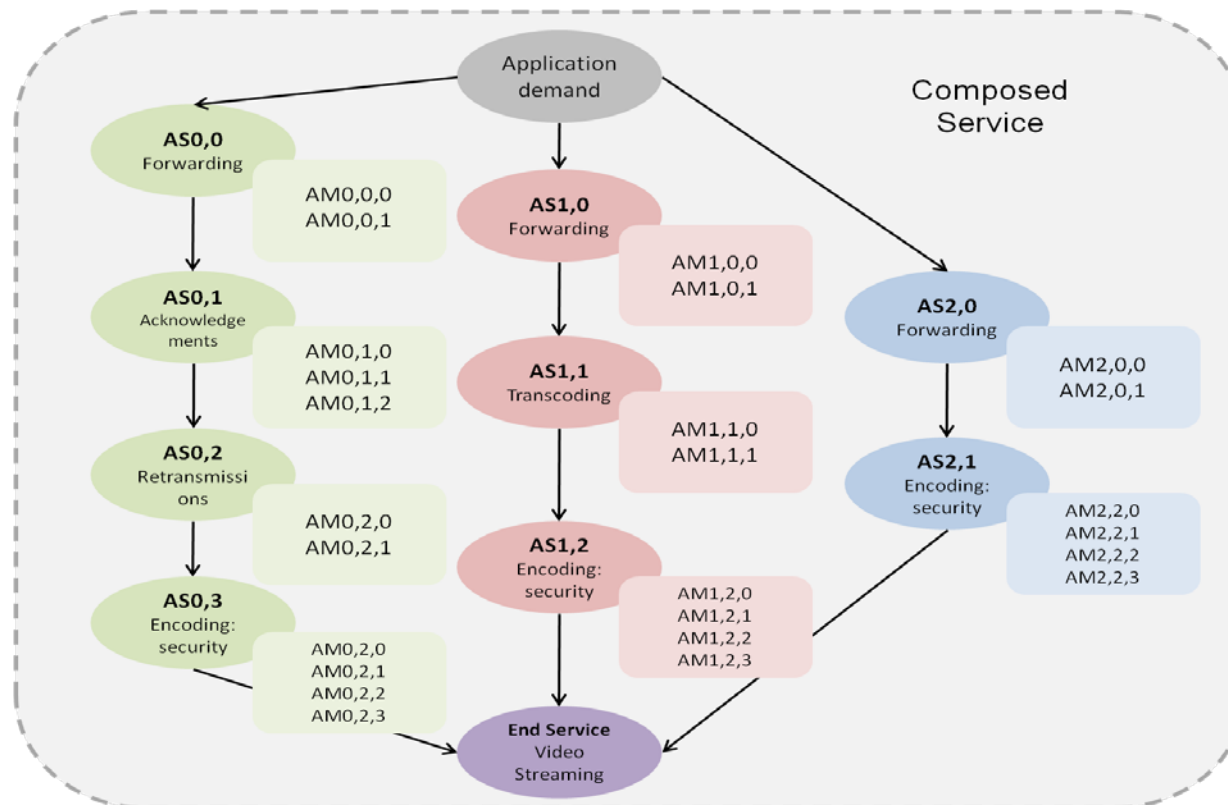 Application
demand
Composed
Service
AS0,0
Forwarding
AM0,0,0
AM0,0,1
AS0,1
Acknowledge
ments
AM0,1,0
AM0,1,1
AM0,1,2
AS0,2
Retransmissi
ons
AM0,2,0
AM0,2,1
AS0,3
Encoding:
security
AM0,2,0
AM0,2,1
AM0,2,2
AM0,2,3
AS1,0
Forwarding
AM1,0,0
AM1,0,1
AS1,1
Transcoding
AM1,1,0
AM1,1,1
AS1,2
Encoding:
security
AM1,2,0
AM1,2,1
AM1,2,2
AM1,2,3
AS2,0
Forwarding
AM2,0,0
AM2,0,1
AS2,1
Encoding:
security
AM2,2,0
AM2,2,1
AM2,2,2
AM2,2,3
End Service
Video
Streaming